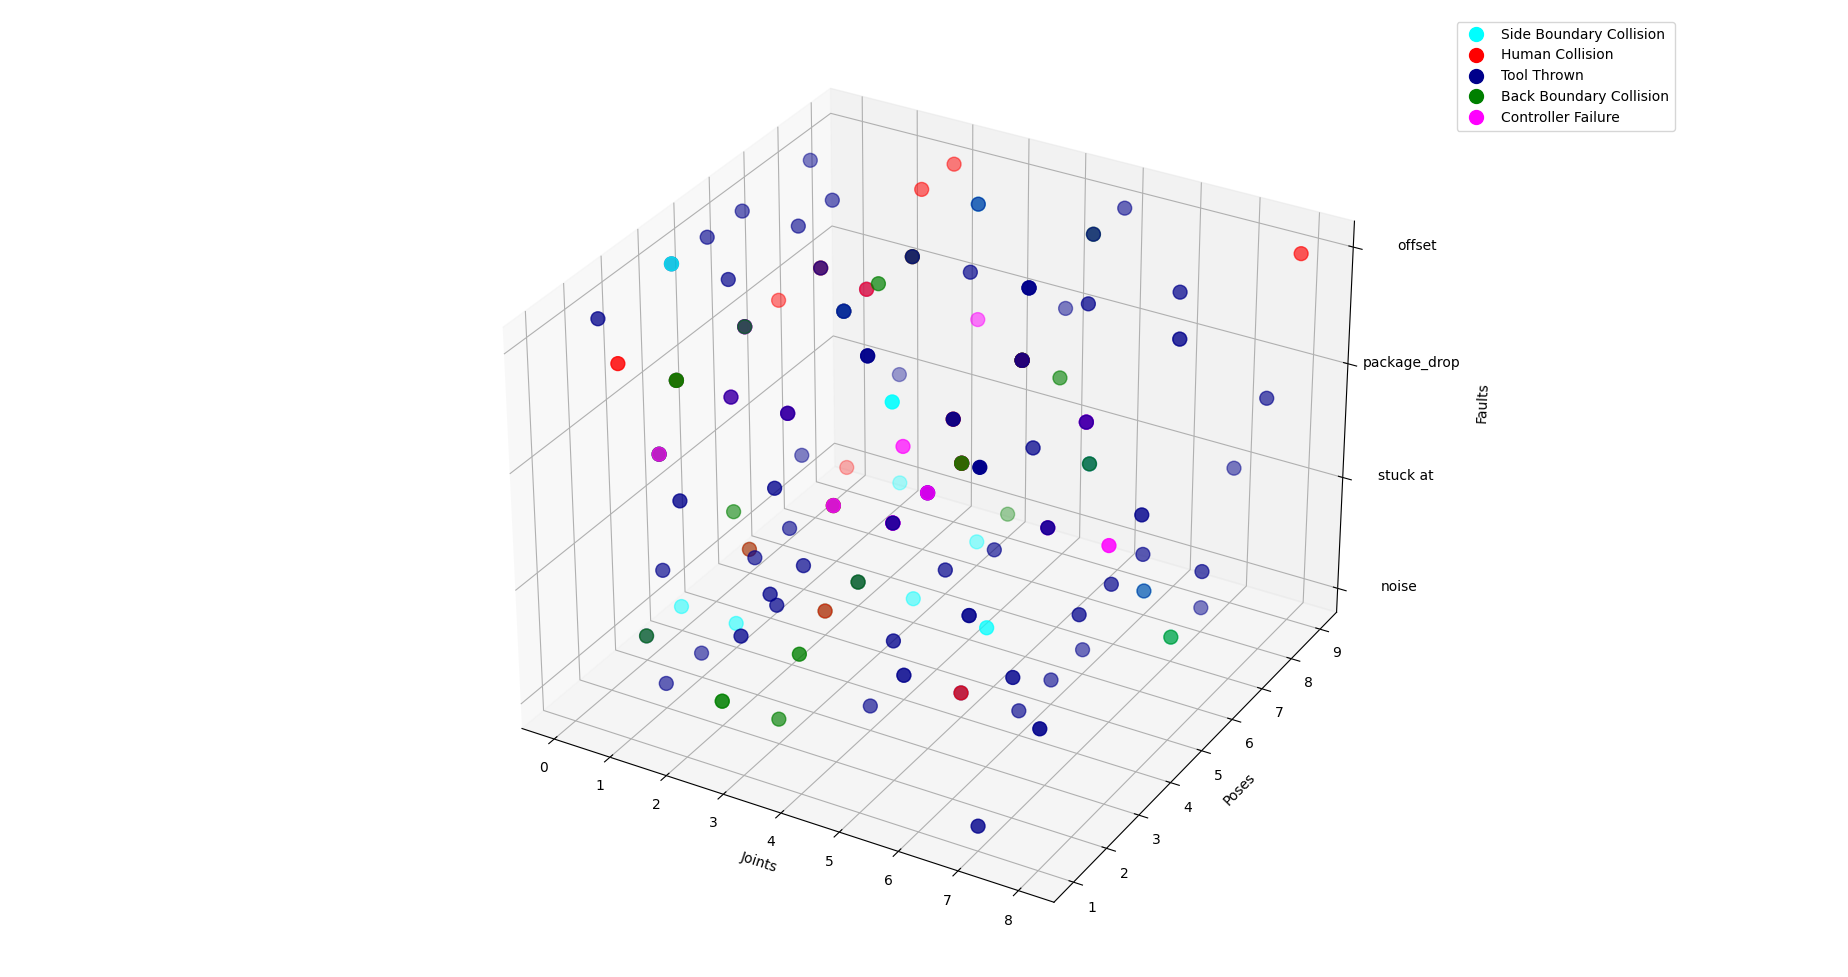 Side Boundary Collision
Human Collision
Tool Thrown
Back Boundary Collision
Controller Failure
offset
package_drop
stuck at
noise
Faults
0
1
2
3
4
5
6
7
8
Joints
1
2
3
4
5
6
7
8
9
Poses